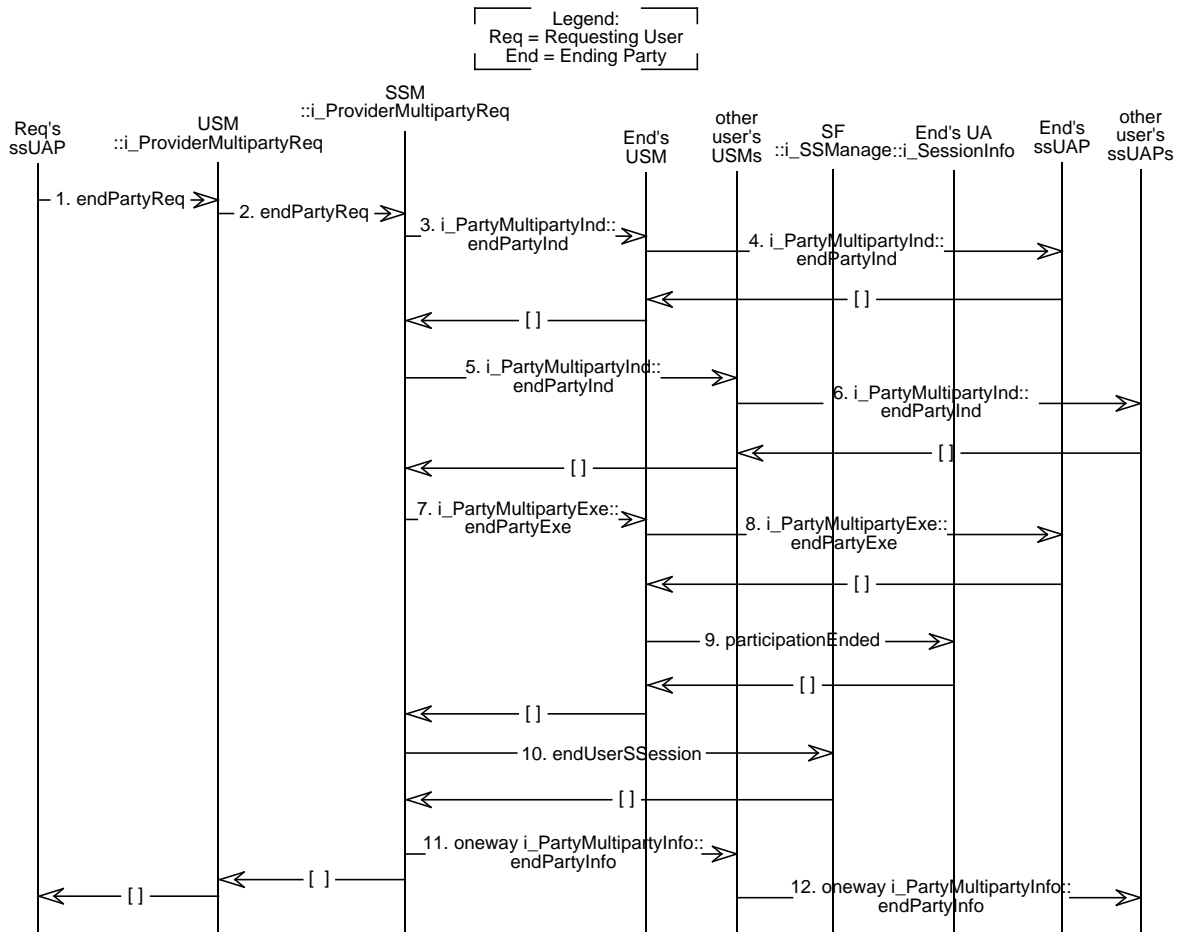 Legend:
Req = Requesting User
End = Ending Party
SSM
::i_ProviderMultipartyReq
Req's
ssUAP
USM
::i_ProviderMultipartyReq
End's
USM
other
user's
USMs
SF
::i_SSManage
End's UA
::i_SessionInfo
End's
ssUAP
other
user's
ssUAPs
1. endPartyReq
2. endPartyReq
3. i_PartyMultipartyInd::
endPartyInd
4. i_PartyMultipartyInd::
endPartyInd
[ ]
[ ]
5. i_PartyMultipartyInd::
endPartyInd
6. i_PartyMultipartyInd::
endPartyInd
[ ]
[ ]
7. i_PartyMultipartyExe::
endPartyExe
8. i_PartyMultipartyExe::
endPartyExe
[ ]
9. participationEnded
[ ]
[ ]
10. endUserSSession
[ ]
11. oneway i_PartyMultipartyInfo::
endPartyInfo
[ ]
[ ]
12. oneway i_PartyMultipartyInfo::
endPartyInfo